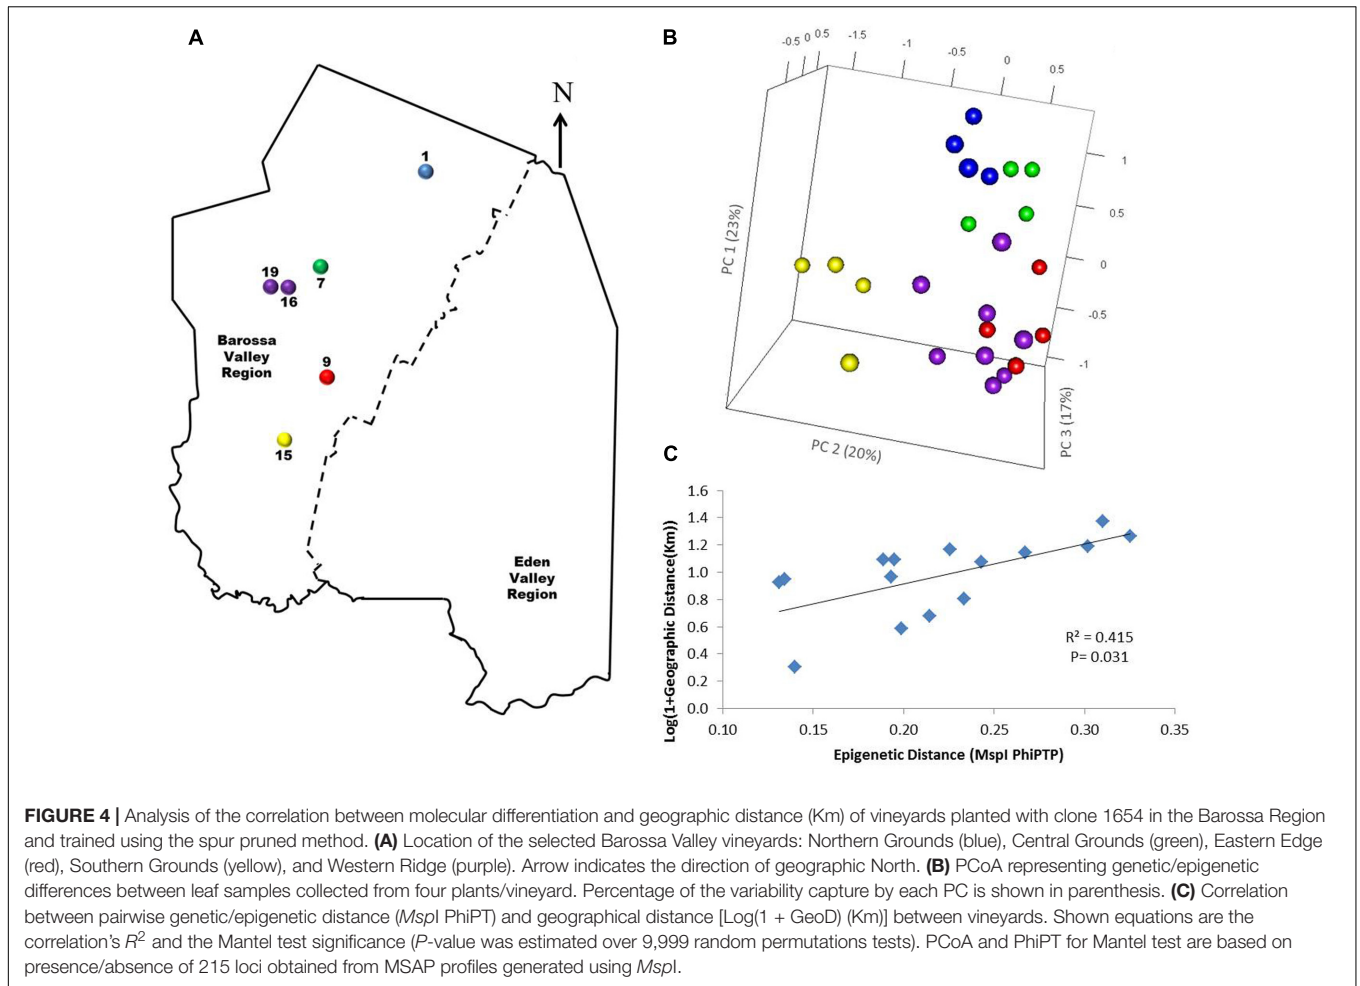 A
N
1
19
16
7
Barossa
Valley
Region
9
15
Eden
Valley
Region
B
-0.5 0 0.5 -1.5 -1 -0.5 0 0.5
1
0.5
0
-0.5
-1
PC 1 (23%)
PC 2 (20%)
PC 3 (17%)
C
Log(1+Geographic Distance(Km))
1.6
1.4
1.2
1.0
0.8
0.6
0.4
0.2
0.0
R² = 0.415
P= 0.031
0.10 0.15 0.20 0.25 0.30 0.35
Epigenetic Distance (MspI PhiPTP)
FIGURE 4 | Analysis of the correlation between molecular differentiation and geographic distance (Km) of vineyards planted with clone 1654 in the Barossa Region
and trained using the spur pruned method. (A) Location of the selected Barossa Valley vineyards: Northern Grounds (blue), Central Grounds (green), Eastern Edge
(red), Southern Grounds (yellow), and Western Ridge (purple). Arrow indicates the direction of geographic North. (B) PCoA representing genetic/epigenetic
differences between leaf samples collected from four plants/vineyard. Percentage of the variability capture by each PC is shown in parenthesis. (C) Correlation
between pairwise genetic/epigenetic distance (MspI PhiPT) and geographical distance [Log(1 + GeoD) (Km)] between vineyards. Shown equations are the
correlation's R² and the Mantel test significance (P-value was estimated over 9,999 random permutations tests). PCoA and PhiPT for Mantel test are based on
presence/absence of 215 loci obtained from MSAP profiles generated using MspI.